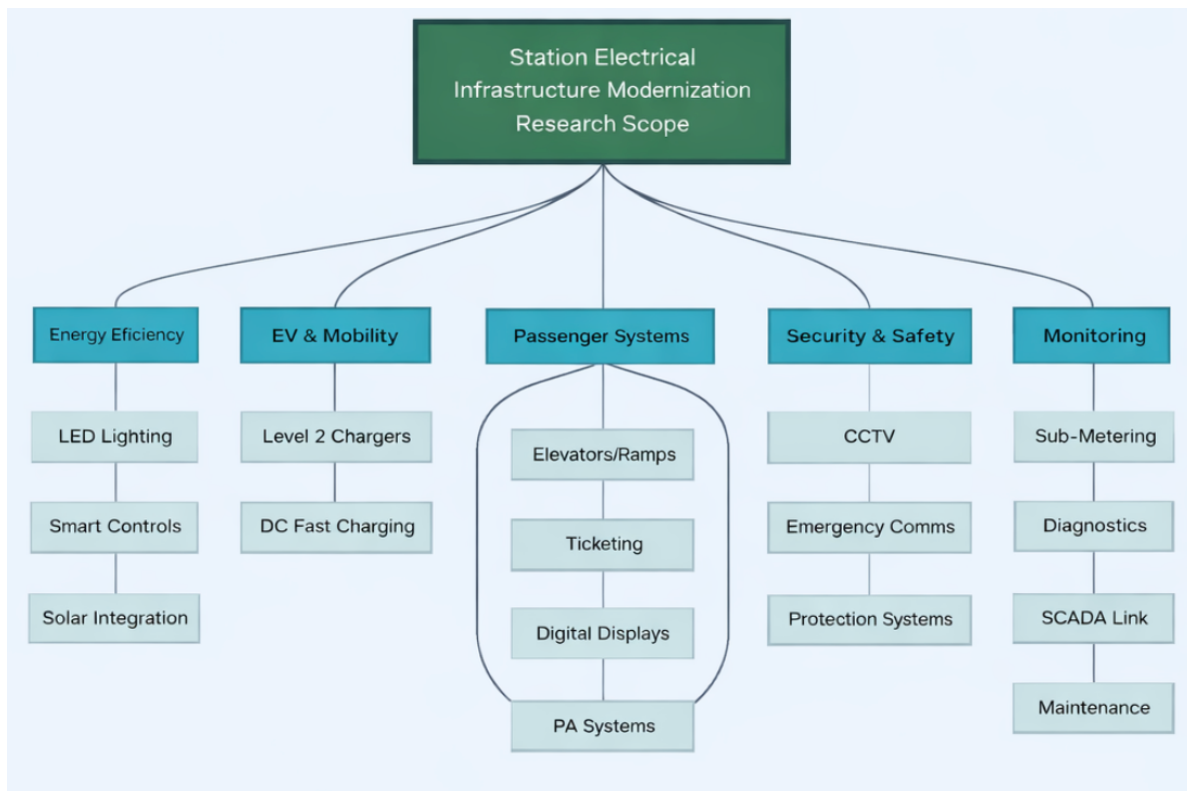 Station Electrical
Infrastructure Modernization
Research Scope
Energy Eficiency
EV & Mobility
Passenger Systems
Security & Safety
Monitoring
LED Lighting
Smart Controls
Solar Integration
Level 2 Chargers
DC Fast Charging
Elevators/Ramps
Ticketing
Digital Displays
PA Systems
CCTV
Emergency Comms
Protection Systems
Sub-Metering
Diagnostics
SCADA Link
Maintenance